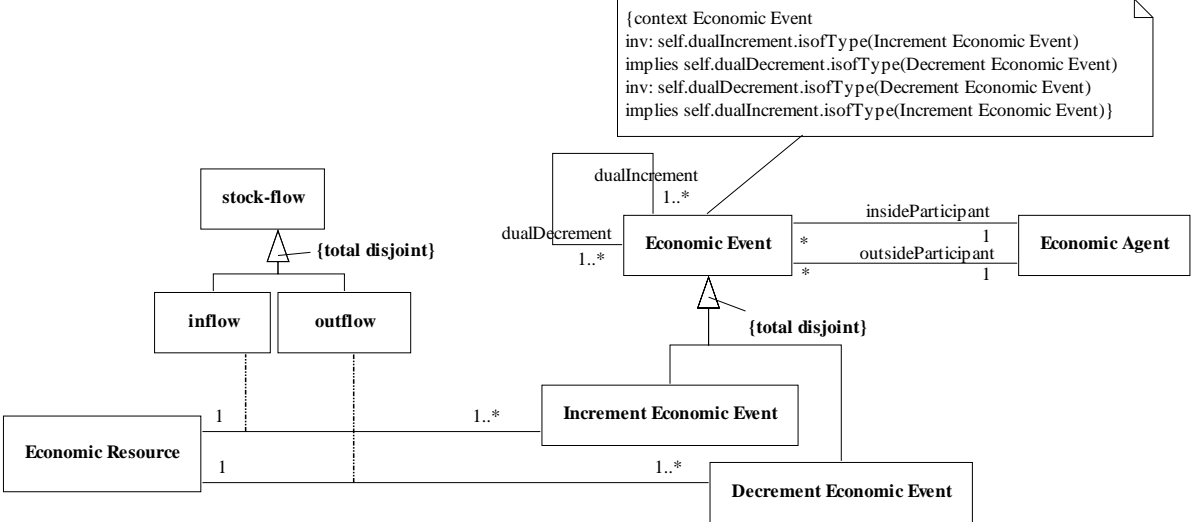 {context Economic Event
inv: self.dualIncrement.isofType(Increment Economic Event)
implies self.dualDecrement.isofType(Decrement Economic Event)
inv: self.dualDecrement.isofType(Decrement Economic Event)
implies self.dualIncrement.isofType(Increment Economic Event)}
dualIncrement
1..*
dualDecrement
1..*
stock-flow
{total disjoint}
inflow
outflow
Economic Event
insideParticipant
*
1
outsideParticipant
*
1
Economic Agent
{total disjoint}
Increment Economic Event
1
1..*
Economic Resource
1
1..*
Decrement Economic Event